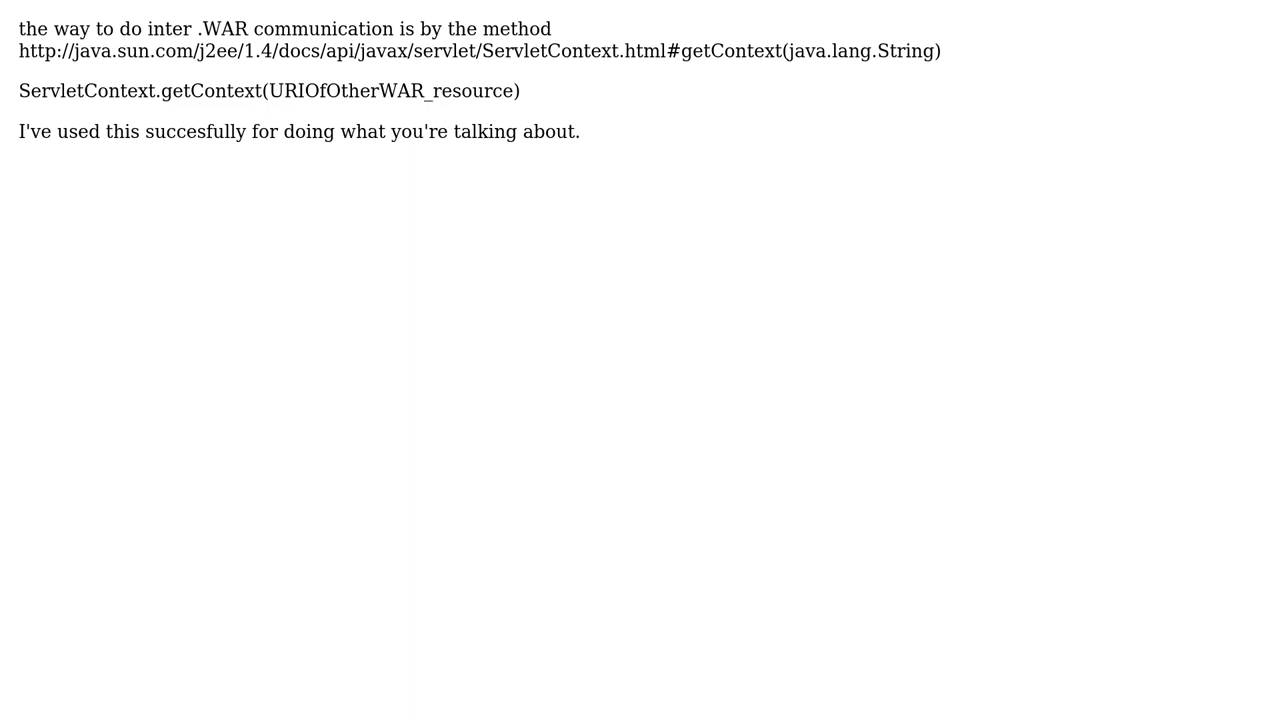 the way to do inter .WAR communication is by the method
http://java.sun.com/j2ee/1.4/docs/api/javax/servlet/ServletContext.html#getContext(java.lang.String)
ServletContext.getContext(URIOfOtherWAR_resource)
I've used this succesfully for doing what you're talking about.